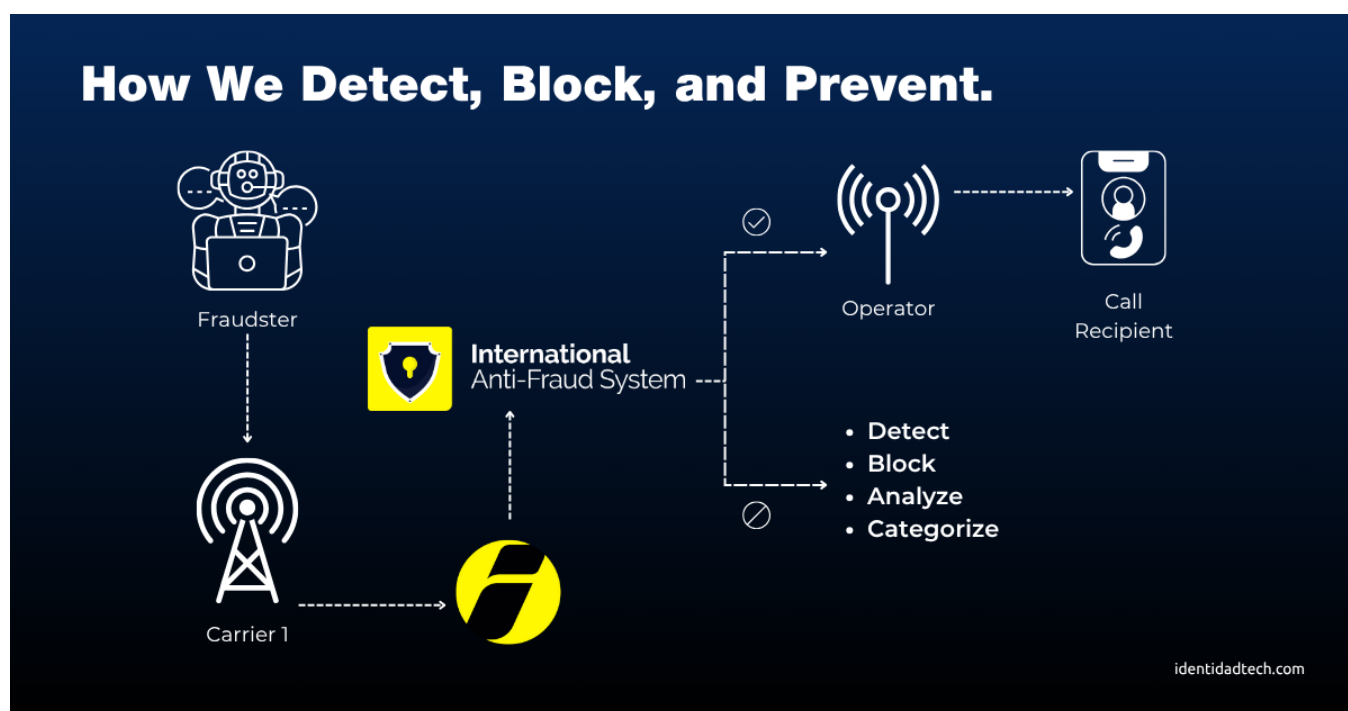 How We Detect, Block, and Prevent.
Fraudster
Carrier 1
International
Anti-Fraud System
Operator
Call
Recipient
• Detect
• Block
• Analyze
• Categorize
identidadtech.com